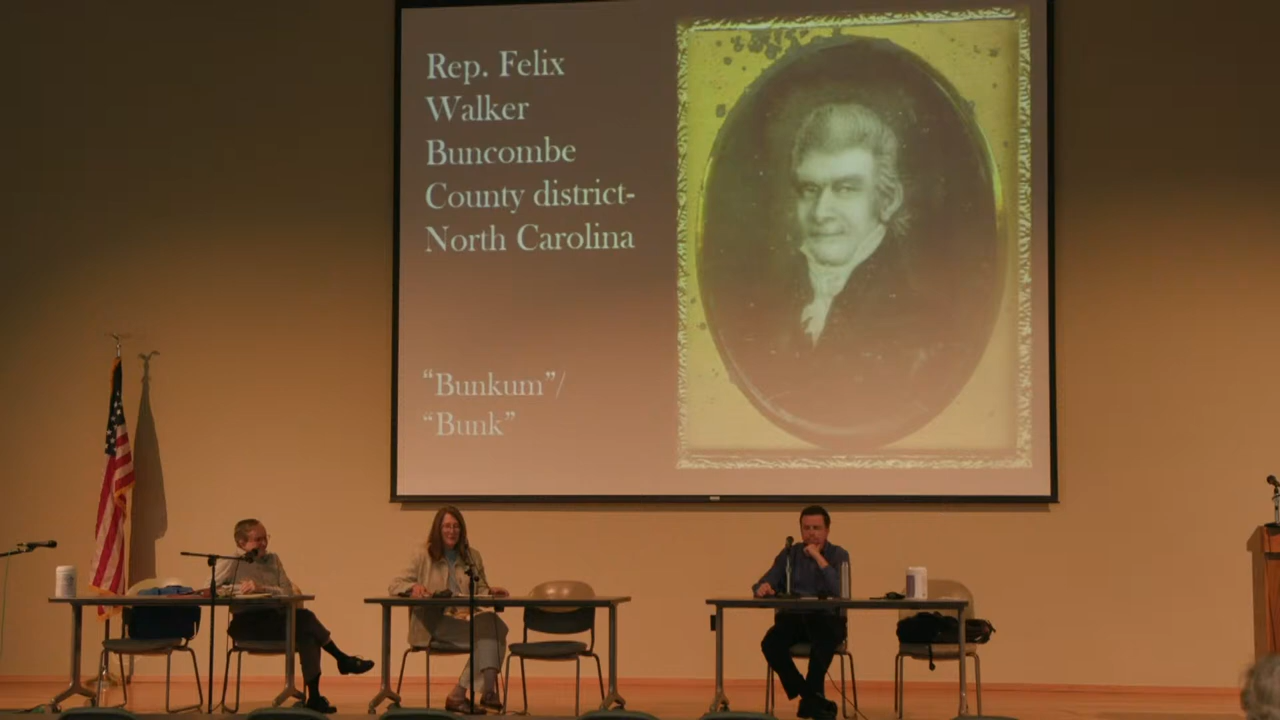 Rep. Felix
Walker
Buncombe
County district-
North Carolina
“Bunkum”/
“Bunk”